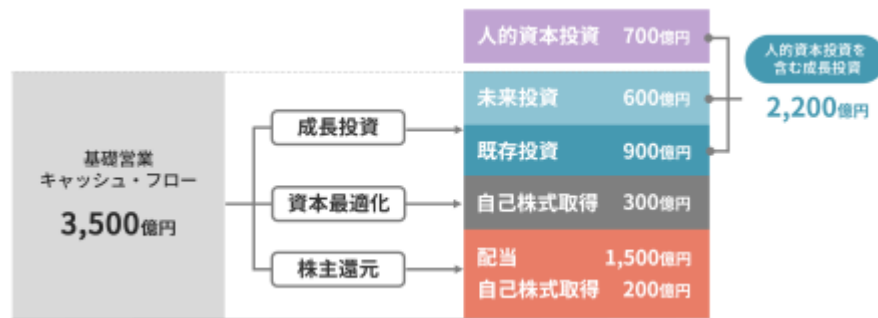 人的資本投資 700億円
人的資本投資を
含む成長投資
2,200億円
未来投資 600億円
既存投資 900億円
成長投資
基礎営業
キャッシュ・フロー
3,500億円
資本最適化
自己株式取得 300億円
株主還元
配当 1,500億円
自己株式取得 200億円